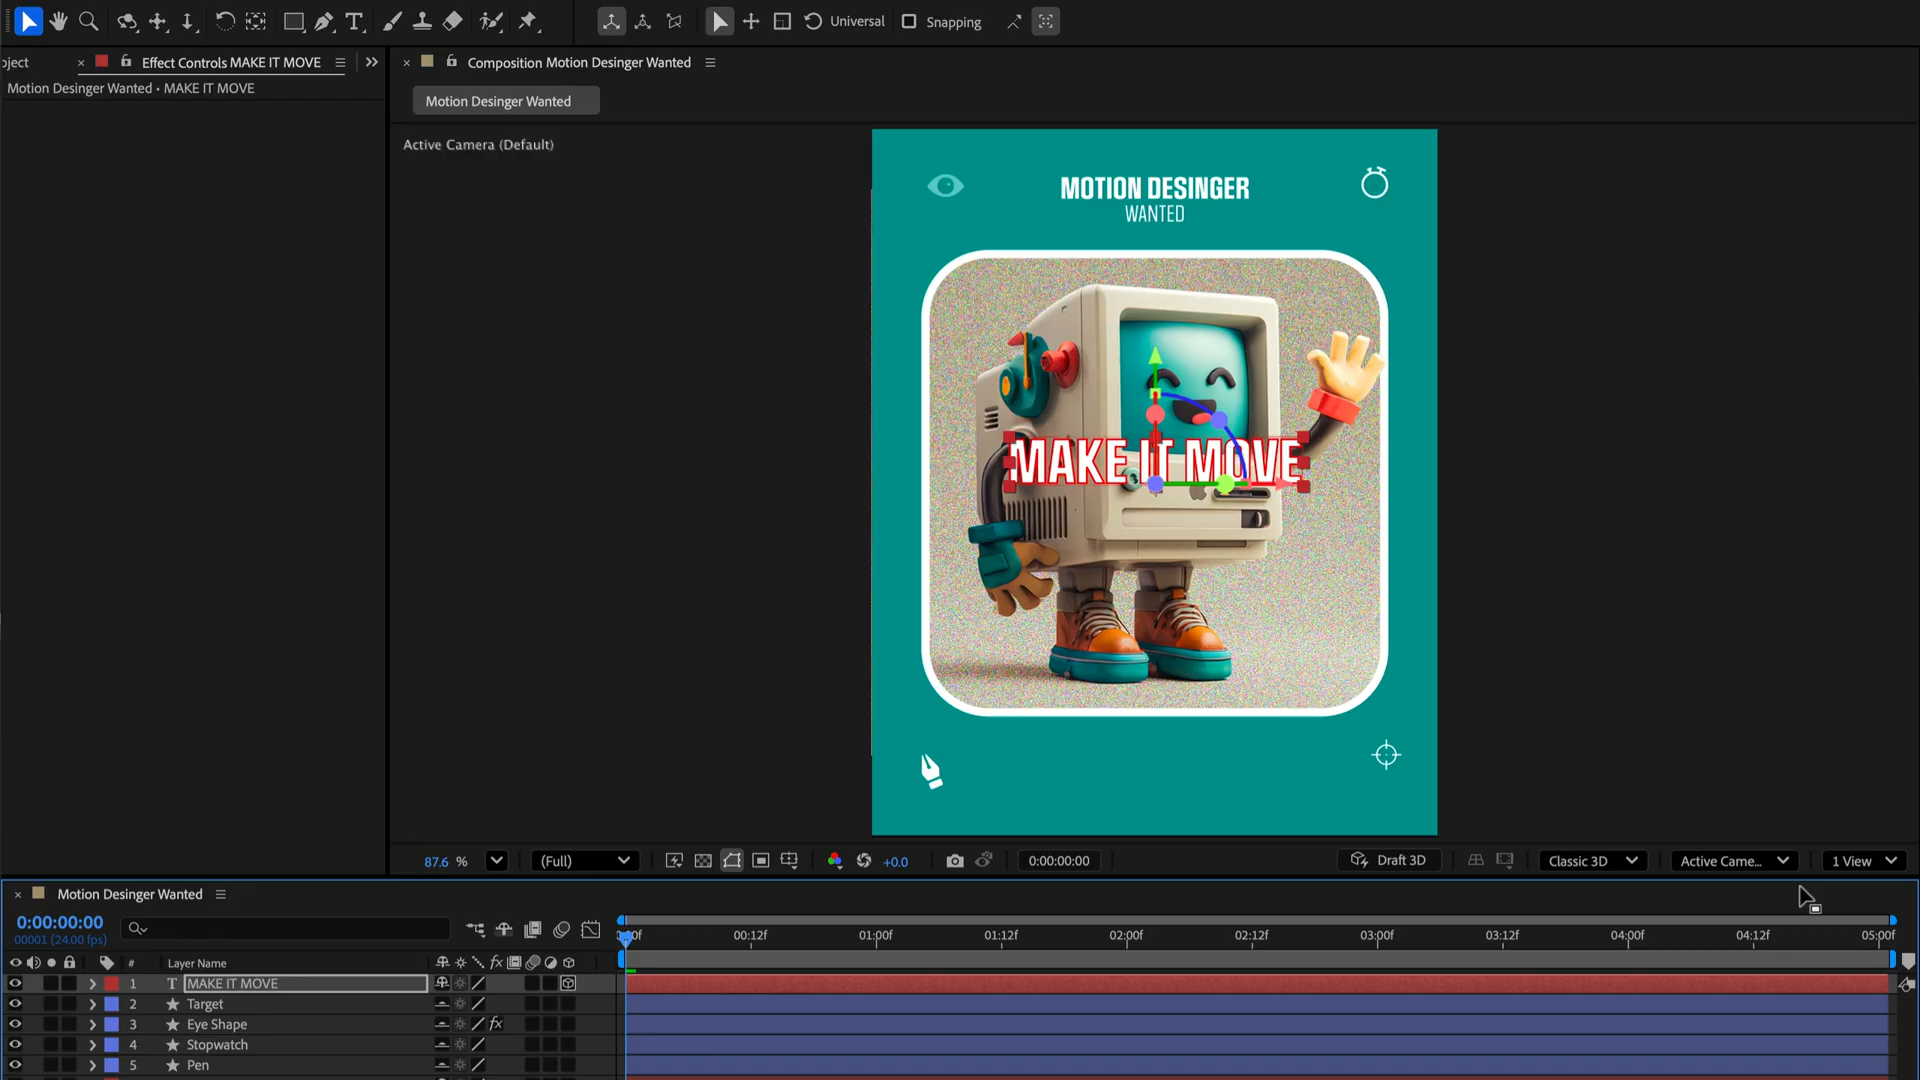 Universal
Snapping
oject
Effect Controls MAKE IT MOVE
Composition Motion Desinger Wanted
Motion Desinger Wanted • MAKE IT MOVE
Motion Desinger Wanted
Active Camera (Default)
MOTION DESINGER
WANTED
MAKE IT MOVE
87.6 %
(Full)
+0.0
0:00:00:00
Draft 3D
Classic 3D
Active Came...
1 View
Motion Desinger Wanted
0:00:00:00
00001 (24.00 fps)
00f
00:12f
01:00f
01:12f
02:00f
02:12f
03:00f
03:12f
04:00f
04:12f
05:00f
#
Layer Name
fx
1
T
MAKE IT MOVE
2
Target
3
Eye Shape
fx
4
Stopwatch
5
Pen